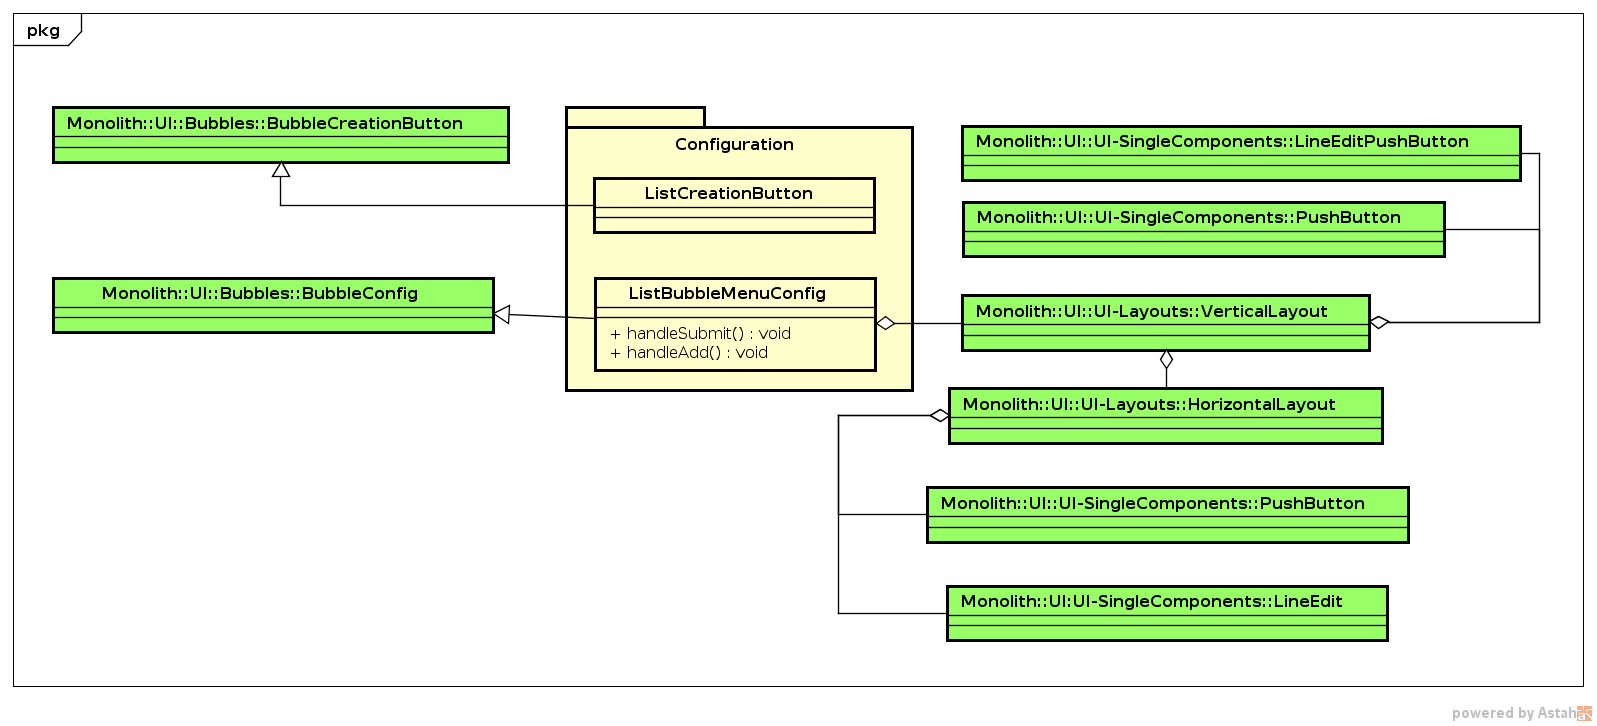 pkg
Monolith::UI::Bubbles::BubbleCreationButton
Configuration
ListCreationButton
Monolith::UI::Bubbles::BubbleConfig
ListBubbleMenuConfig
+ handleSubmit() : void
+ handleAdd() : void
Monolith::UI::UI-SingleComponents::LineEditPushButton
Monolith::UI::UI-SingleComponents::PushButton
Monolith::UI::UI-Layouts::VerticalLayout
Monolith::UI::UI-Layouts::HorizontalLayout
Monolith::UI::UI-SingleComponents::PushButton
Monolith::UI:UI-SingleComponents::LineEdit
powered by Astah